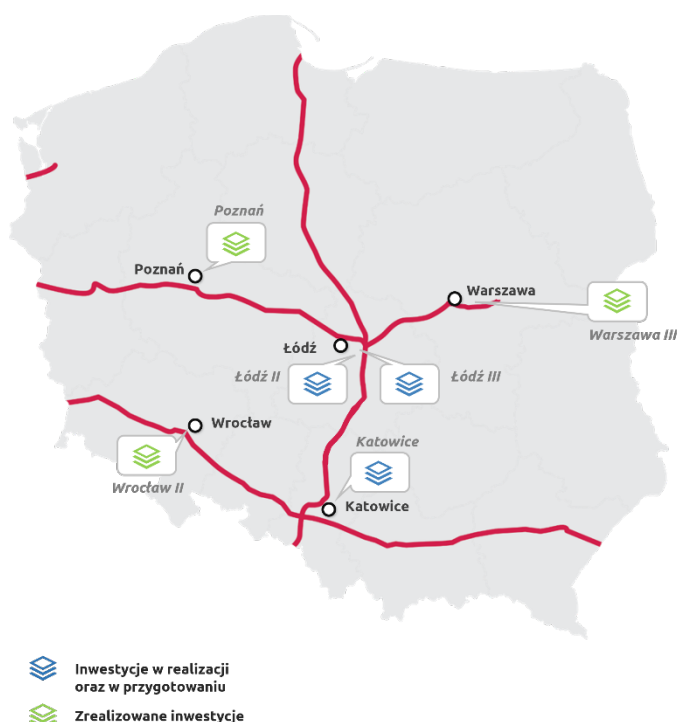 Poznań
Poznań
Warszawa
Warszawa III
Łódź
Łódź II
Łódź III
Wrocław
Katowice
Wrocław II
Katowice
Inwestycje w realizacji
oraz w przygotowaniu
Zrealizowane inwestycje